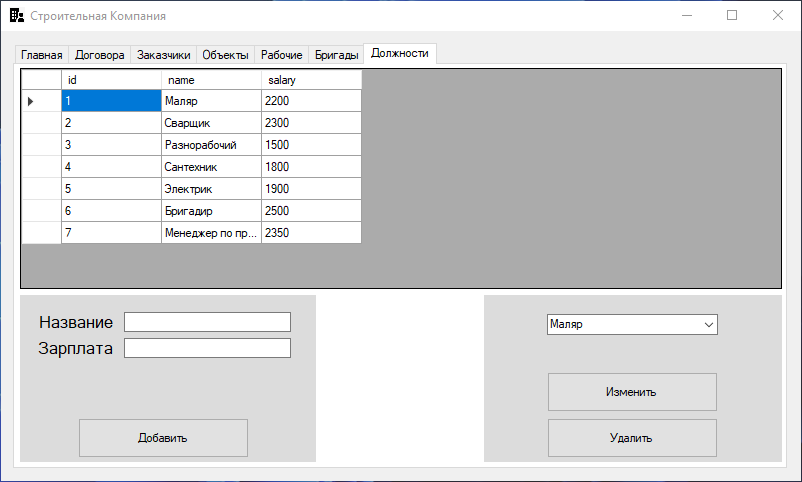 Строительная Компания
Главная Договора Заказчики Объекты Рабочие Бригады Должности
id name salary
1 Маляр 2200
2 Сварщик 2300
3 Разнорабочий 1500
4 Сантехник 1800
5 Электрик 1900
6 Бригадир 2500
7 Менеджер по пр... 2350
Название
Зарплата
Добавить
Маляр
Изменить
Удалить